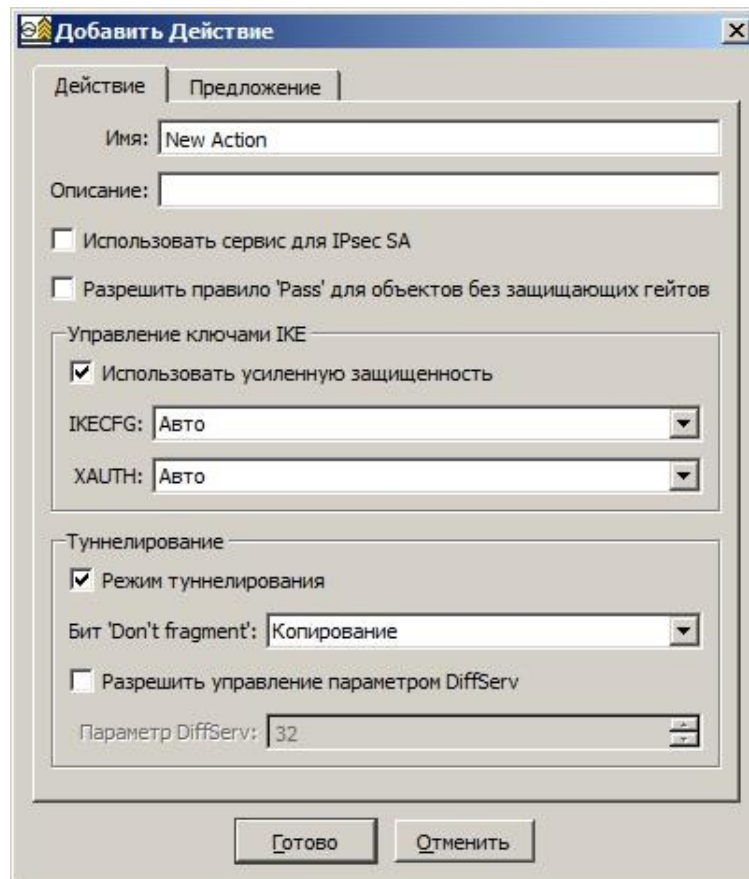 Добавить Действие
Действие
Предложение
Имя: New Action
Описание:
Использовать сервис для IPsec SA
Разрешить правило 'Pass' для объектов без защищающих гейтов
Управление ключами IKE
Использовать усиленную защищенность
IKECFG: Авто
XAUTH: Авто
Туннелирование
Режим туннелирования
Бит 'Don't fragment': Копирование
Разрешить управление параметром DiffServ
Параметр DiffServ: 32
Готово
Отменить